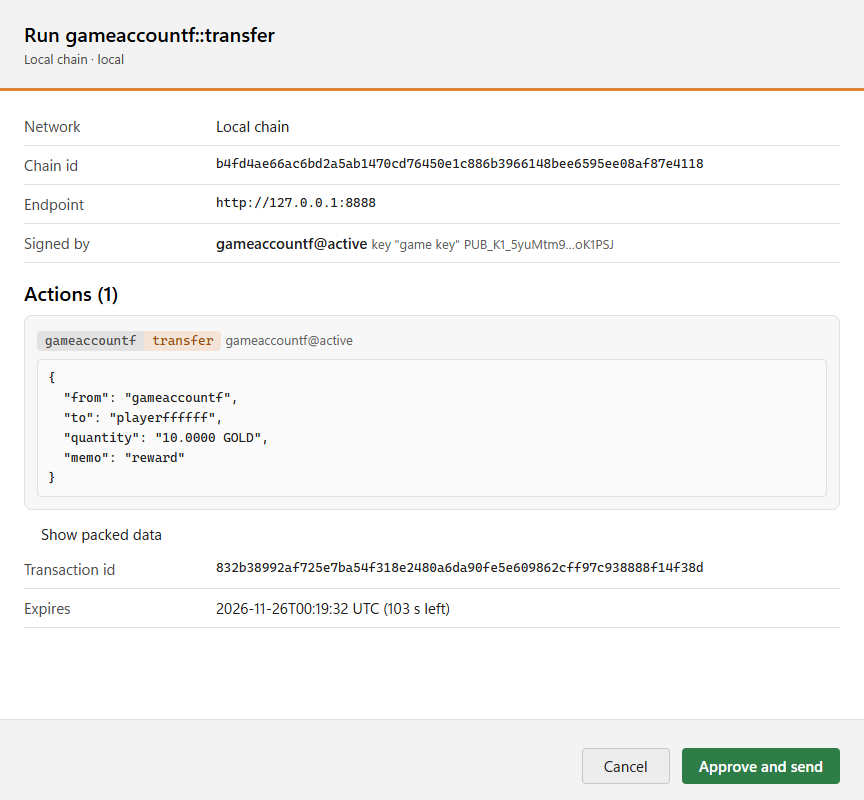 Run gameaccountf::transfer
Local chain · local
Network Local chain
Chain id b4fd4ae66ac6bd2a5ab1470cd76450e1c886b3966148bee6595ee08af87e4118
Endpoint http://127.0.0.1:8888
Signed by gameaccountf@active key "game key" PUB_K1_5yuMtm9...oK1PSJ
Actions (1)
gameaccountf transfer gameaccountf@active
{
"from": "gameaccountf",
"to": "playerffffff",
"quantity": "10.0000 GOLD",
"memo": "reward"
}
Show packed data
Transaction id 832b38992af725e7ba54f318e2480a6da90fe5e609862cff97c938888f14f38d
Expires 2026-11-26T00:19:32 UTC (103 s left)
Cancel Approve and send